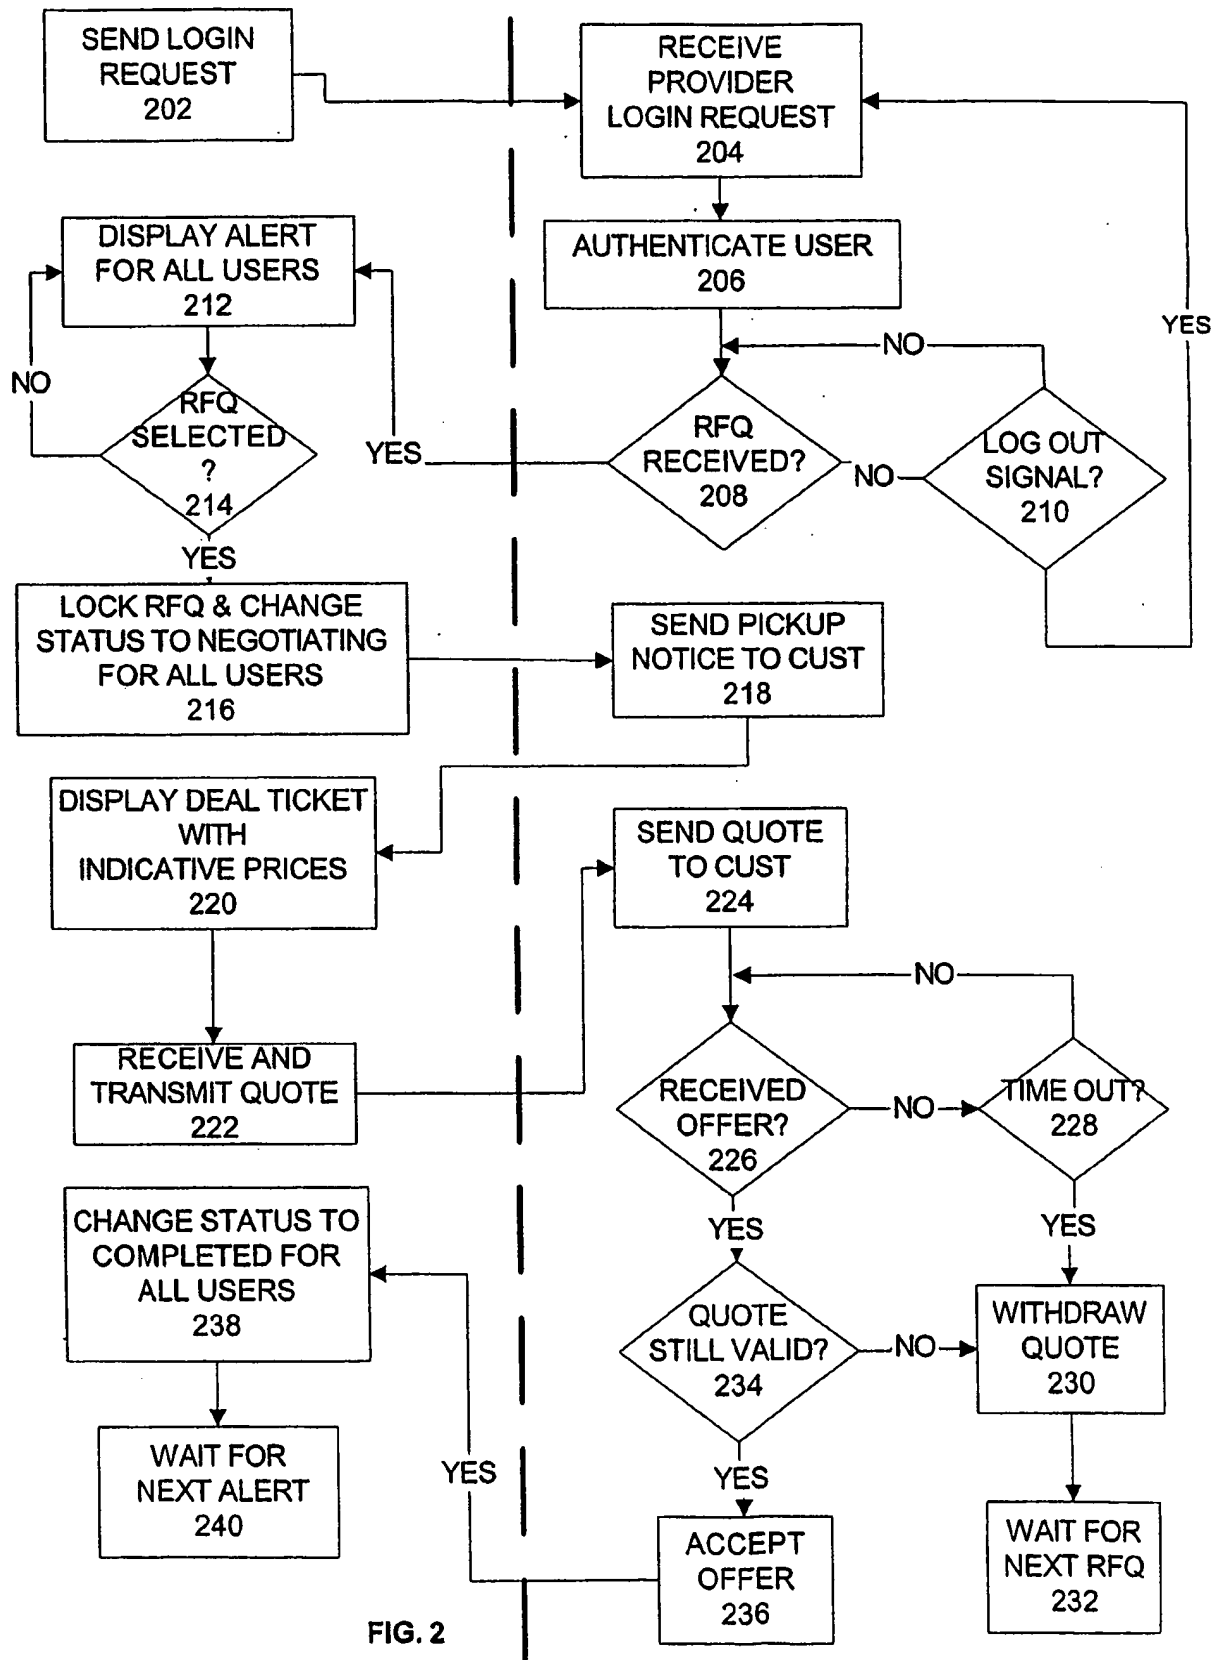 SEND LOGIN
REQUEST
202
RECEIVE
PROVIDER
LOGIN REQUEST
204
AUTHENTICATE USER
206
DISPLAY ALERT
FOR ALL USERS
212
YES
NO
NO
RFQ
SELECTED
?
214
YES
RFQ
RECEIVED?
208
NO
LOG OUT
SIGNAL?
210
YES
LOCK RFQ & CHANGE
STATUS TO NEGOTIATING
FOR ALL USERS
216
SEND PICKUP
NOTICE TO CUST
218
DISPLAY DEAL TICKET
WITH
INDICATIVE PRICES
220
SEND QUOTE
TO CUST
224
NO
RECEIVE AND
TRANSMIT QUOTE
222
RECEIVED
OFFER?
226
NO
TIME OUT?
228
YES
YES
CHANGE STATUS TO
COMPLETED FOR
ALL USERS
238
QUOTE
STILL VALID?
234
NO
WITHDRAW
QUOTE
230
YES
YES
WAIT FOR
NEXT ALERT
240
ACCEPT
OFFER
236
WAIT FOR
NEXT RFQ
232
FIG. 2